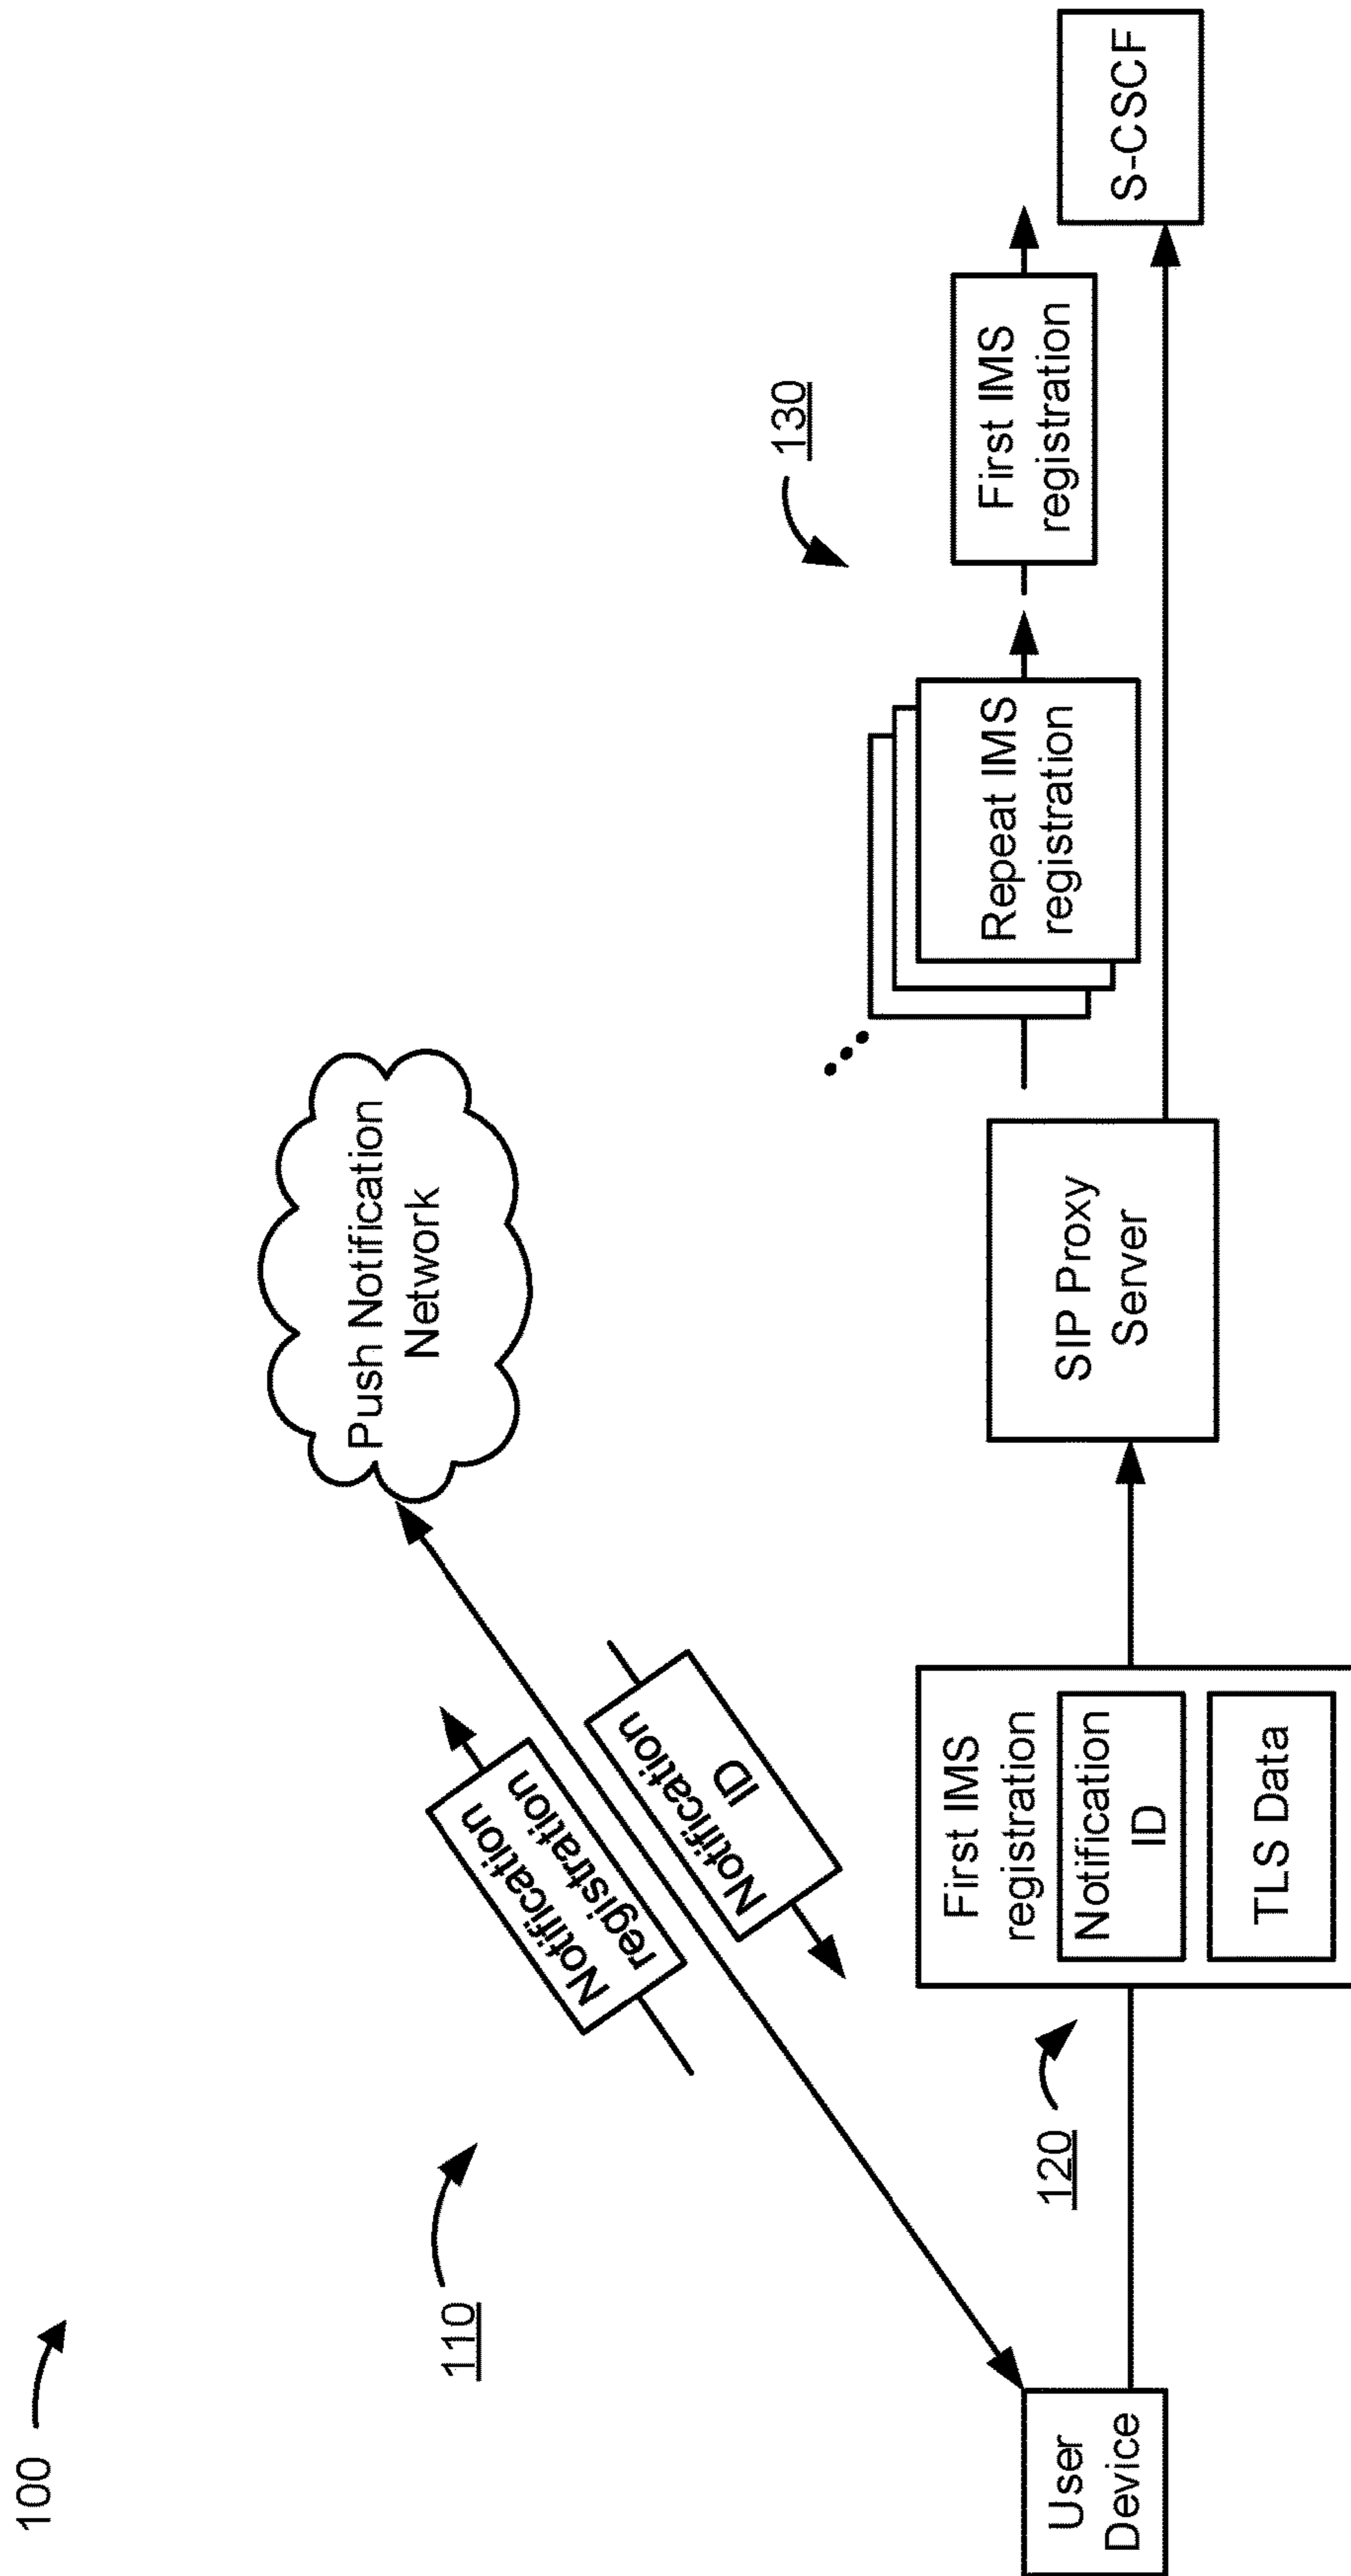 100
110
Push Notification
Network
Notification
registration
Notification
ID
130
120
User
Device
First IMS
registration
Notification
ID
TLS Data
SIP Proxy
Server
Repeat IMS
registration
First IMS
registration
S-CSCF